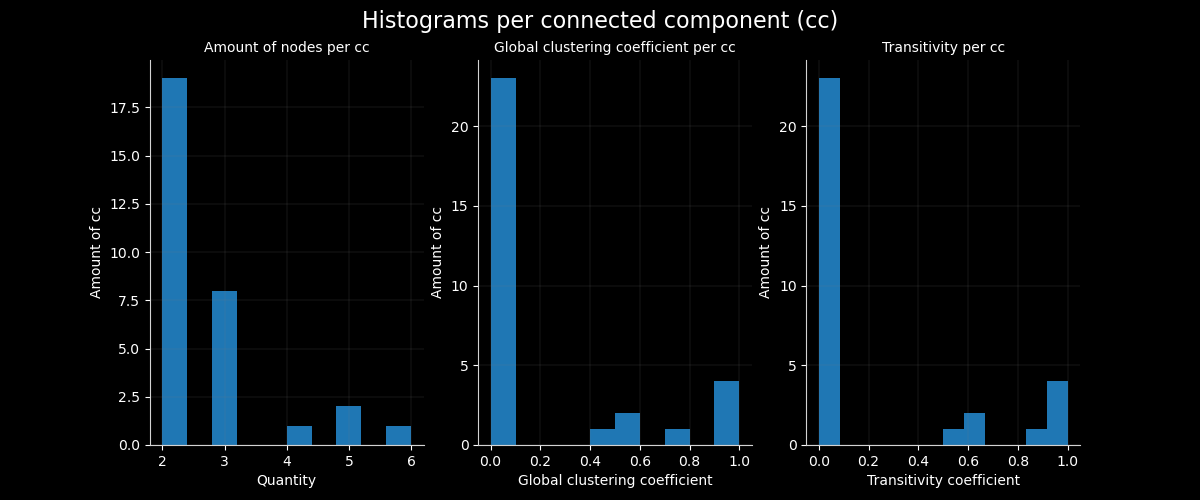 Histograms per connected component (cc)
Amount of nodes per cc
Global clustering coefficient per cc
Transitivity per cc
Amount of cc
17.5
15.0
12.5
10.0
7.5
5.0
2.5
0.0
2 3 4 5 6
Quantity
Amount of cc
20
15
10
5
0
0.0 0.2 0.4 0.6 0.8 1.0
Global clustering coefficient
Amount of cc
20
15
10
5
0
0.0 0.2 0.4 0.6 0.8 1.0
Transitivity coefficient